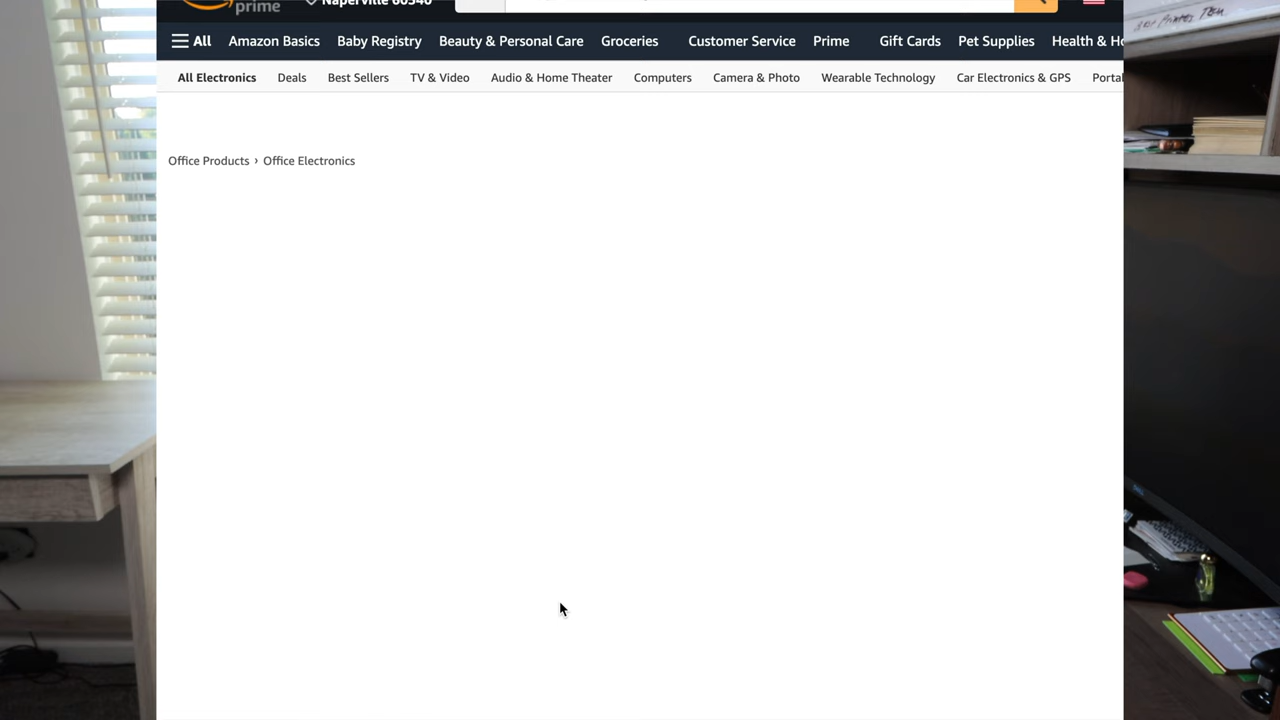 prime
Naperville 60540
All Amazon Basics Baby Registry Beauty & Personal Care Groceries Customer Service Prime Gift Cards Pet Supplies Health &
All Electronics Deals Best Sellers TV & Video Audio & Home Theater Computers Camera & Photo Wearable Technology Car Electronics & GPS
Office Products › Office Electronics